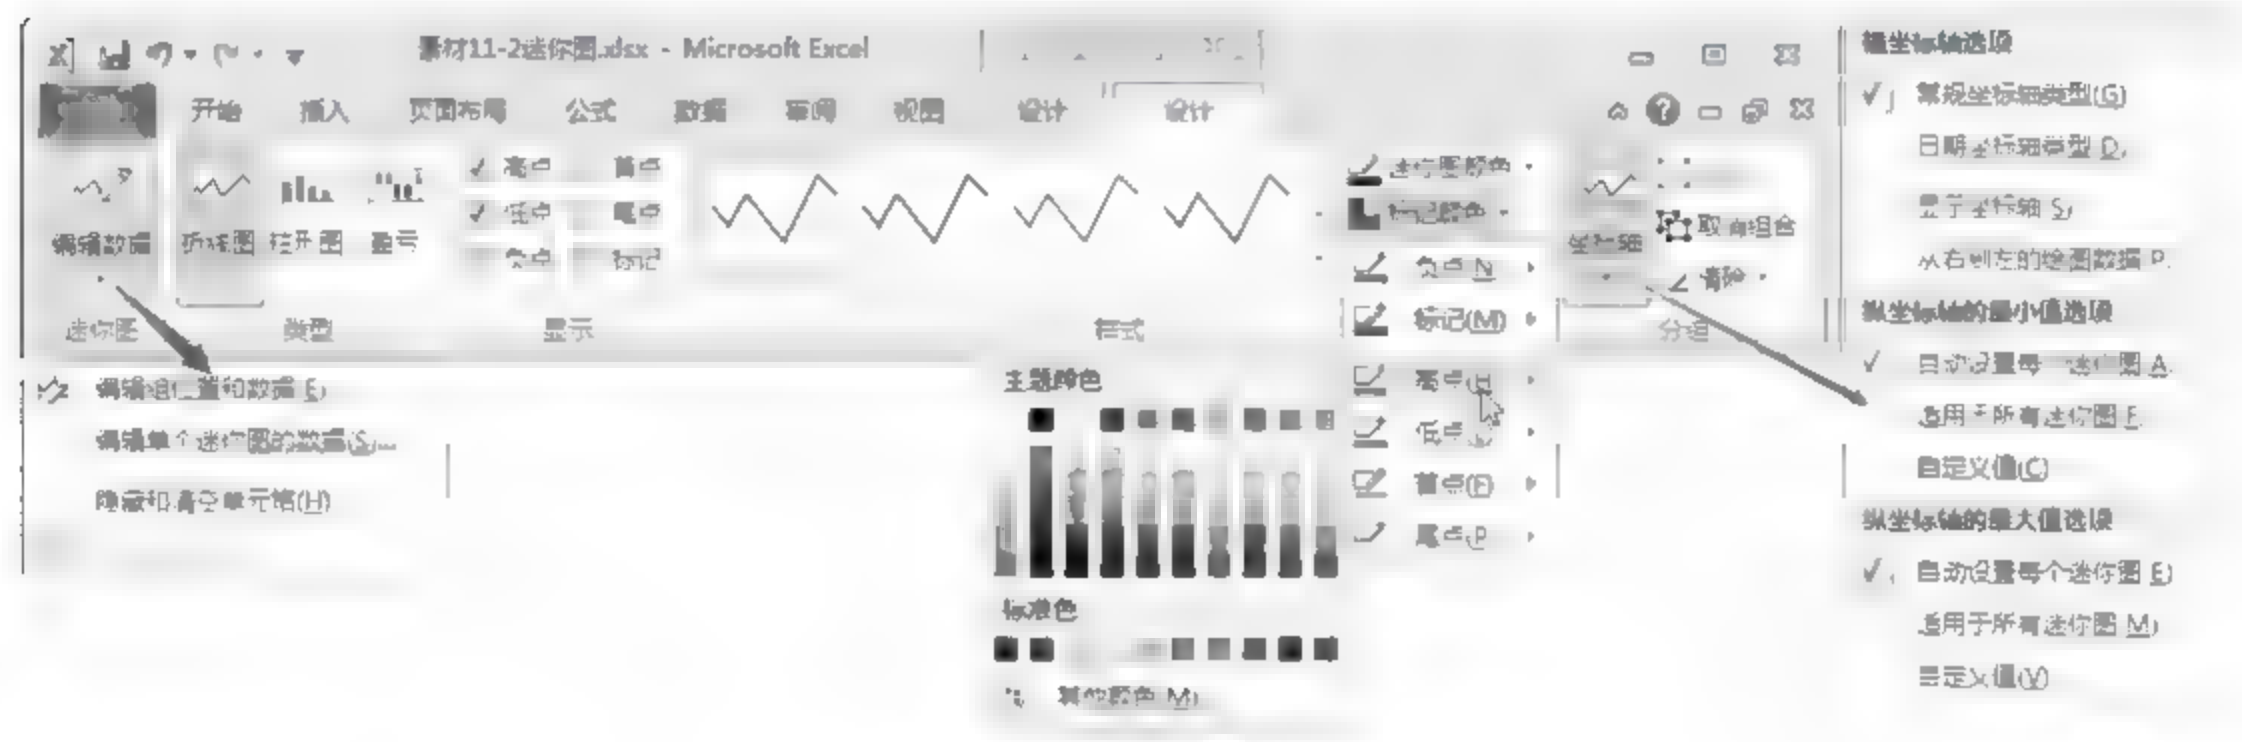 素材11-2迷你图.xlsx - Microsoft Excel
开始 插入 页面布局 公式 数据 审阅 视图 设计 设计
编辑数据
折线图 柱形图 盈亏
高点 首点
低点 尾点
负点 标记
迷你图 类型 显示 样式 分组
迷你图颜色
标记颜色
负点(N)
标记(M)
高点(H)
低点
首点(F)
尾点(P)
坐标轴
取消组合
清除
编辑组位置和数据(E)
编辑单个迷你图的数据(S)...
隐藏和清空单元格(H)
主题颜色
标准色
其他颜色(M)
横坐标轴选项
常规坐标轴类型(G)
日期坐标轴类型(D)
显示坐标轴(S)
从右到左的绘图数据(P)
纵坐标轴的最小值选项
自动设置每个迷你图(A)
适用于所有迷你图(F)
自定义值(C)
纵坐标轴的最大值选项
自动设置每个迷你图(E)
适用于所有迷你图(M)
自定义值(V)